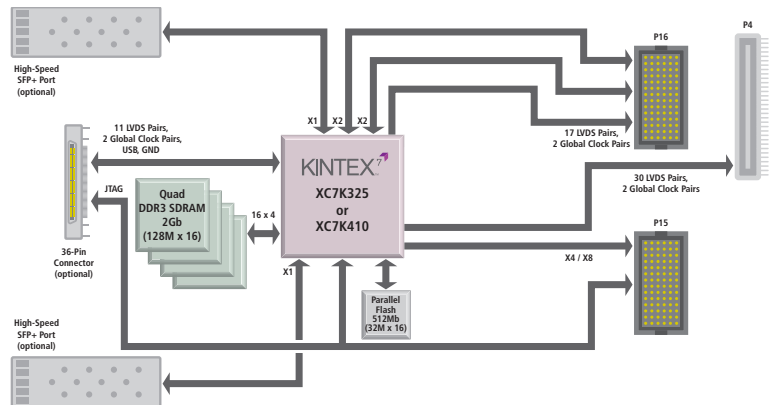 P16
P4
High-Speed
SFP+ Port
(optional)
11 LVDS Pairs,
2 Global Clock Pairs,
USB, GND
X1
X2
X2
17 LVDS Pairs,
2 Global Clock Pairs
JTAG
36-Pin
Connector
(optional)
Quad
DDR3 SDRAM
2Gb
(128M x 16)
16 x 4
KINTEX7
XC7K325
or
XC7K410
30 LVDS Pairs,
2 Global Clock Pairs
P15
X4 / X8
X1
Parallel
Flash
512Mb
(32M x 16)
High-Speed
SFP+ Port
(optional)